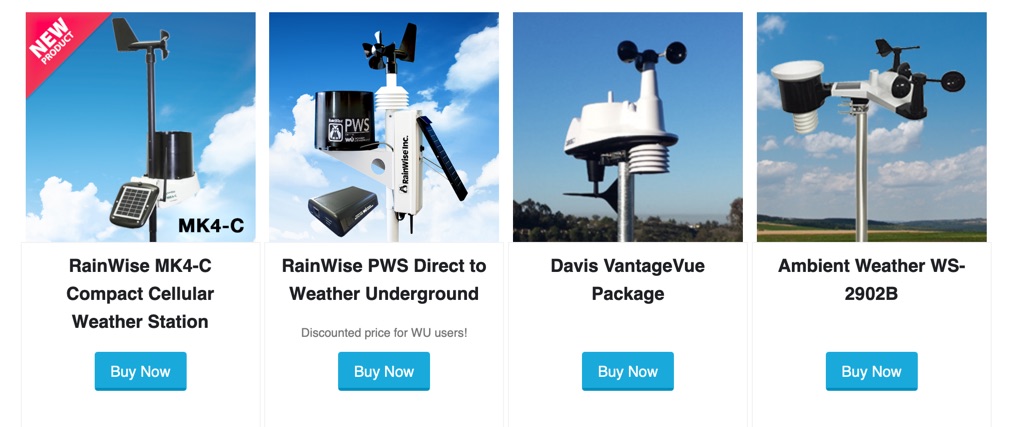 NEW
PRODUCT
MK4-C
PWS
RainWise Inc.
RainWise MK4-C
Compact Cellular
Weather Station
Buy Now
RainWise PWS Direct to
Weather Underground
Discounted price for WU users!
Buy Now
Davis VantageVue
Package
Buy Now
Ambient Weather WS-
2902B
Buy Now